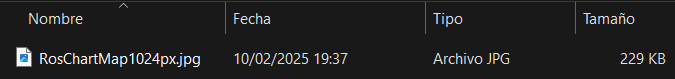 Nombre Fecha Tipo Tamaño
RosChartMap1024px.jpg 10/02/2025 19:37 Archivo JPG 229 KB